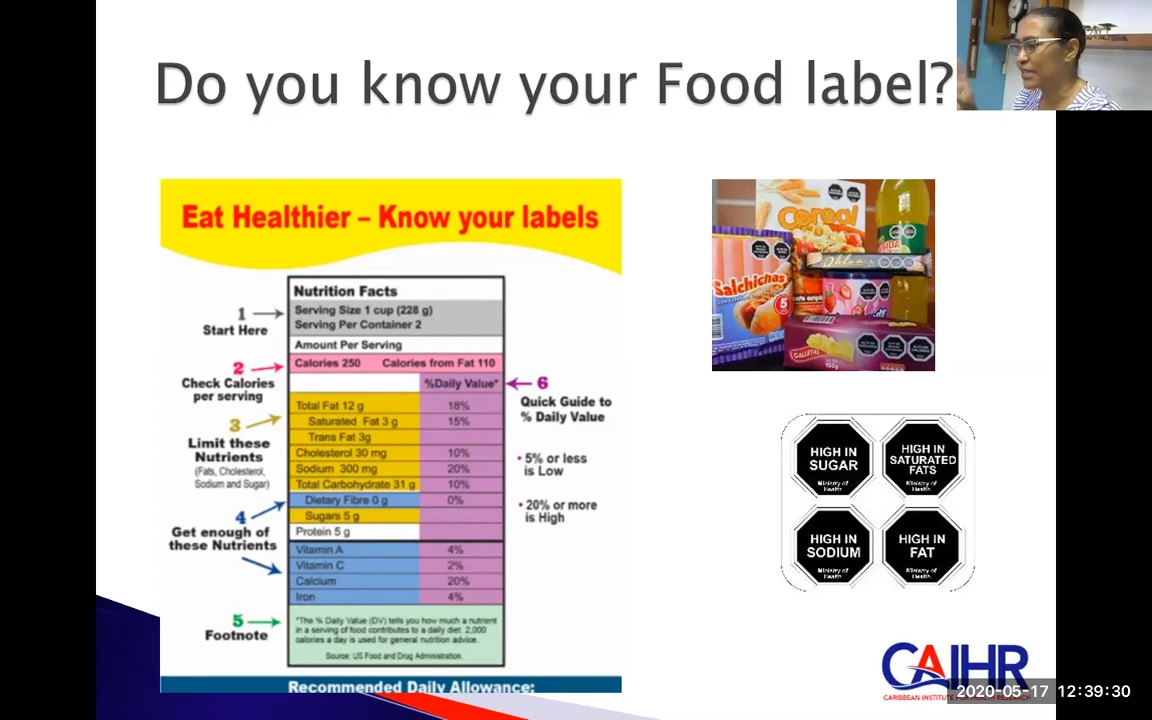 Do you know your Food label?
Eat Healthier – Know your labels
Nutrition Facts
Serving Size 1 cup (228 g)
Serving Per Container 2
Amount Per Serving
Calories 250 Calories from Fat 110
%Daily Value*
Total Fat 12 g 18%
Saturated Fat 3 g 15%
Trans Fat 3g
Cholesterol 30 mg 10%
Sodium 300 mg 20%
Total Carbohydrate 31 g 10%
Dietary Fibre 0 g 0%
Sugars 5 g
Protein 5 g
Vitamin A 4%
Vitamin C 2%
Calcium 20%
Iron 4%
*The % Daily Value (DV) tells you how much a nutrient
in a serving of food contributes to a daily diet. 2,000
calories a day is used for general nutrition advice.
Source: US Food and Drug Administration.
1
Start Here
2
Check Calories
per serving
3
Limit these
Nutrients
(Fats, Cholesterol,
Sodium and Sugar)
4
Get enough of
these Nutrients
5
Footnote
6
Quick Guide to
% Daily Value
• 5% or less
is Low
• 20% or more
is High
Recommended Daily Allowance:
Cereal
Salchichas
5
GALLETAS
HIGH IN
SUGAR
Ministry of
Health
HIGH IN
SATURATED
FATS
Ministry of
Health
HIGH IN
SODIUM
Ministry of
Health
HIGH IN
FAT
Ministry of
Health
CAIHR
CARIBBEAN INSTITUTE FOR HEALTH RESEARCH
2020-05-17 12:39:30